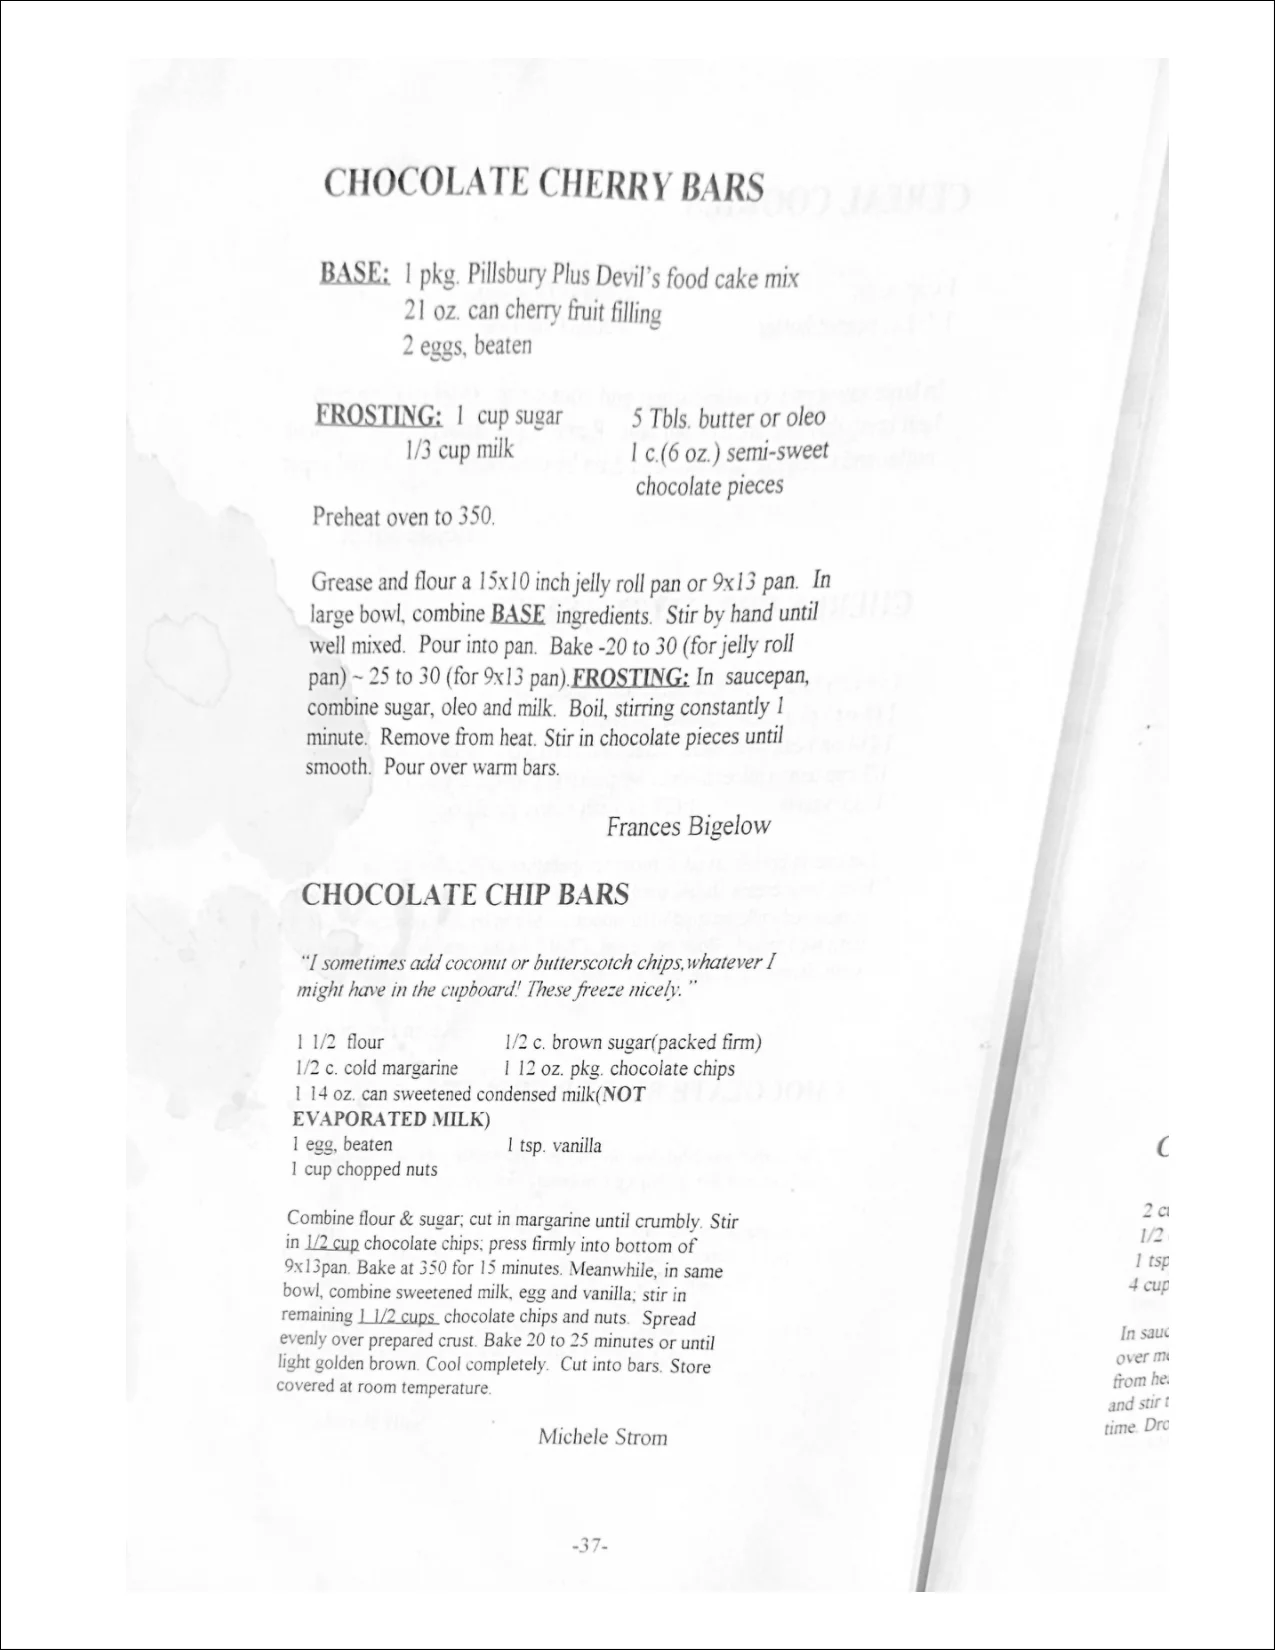 CHOCOLATE CHERRY BARS
BASE: 1 pkg. Pillsbury Plus Devil's food cake mix
21 oz. can cherry fruit filling
2 eggs, beaten
FROSTING: 1 cup sugar 5 Tbls. butter or oleo
1/3 cup milk 1 c.(6 oz.) semi-sweet
chocolate pieces
Preheat oven to 350.
Grease and flour a 15x10 inch jelly roll pan or 9x13 pan. In
large bowl, combine BASE ingredients. Stir by hand until
well mixed. Pour into pan. Bake -20 to 30 (for jelly roll
pan) ~ 25 to 30 (for 9x13 pan).FROSTING: In saucepan,
combine sugar, oleo and milk. Boil, stirring constantly 1
minute. Remove from heat. Stir in chocolate pieces until
smooth. Pour over warm bars.
Frances Bigelow
CHOCOLATE CHIP BARS
"I sometimes add coconut or butterscotch chips,whatever I
might have in the cupboard! These freeze nicely. "
1 1/2 flour 1/2 c. brown sugar(packed firm)
1/2 c. cold margarine 1 12 oz. pkg. chocolate chips
1 14 oz. can sweetened condensed milk(NOT
EVAPORATED MILK)
1 egg, beaten 1 tsp. vanilla
1 cup chopped nuts
Combine flour & sugar; cut in margarine until crumbly. Stir
in 1/2 cup chocolate chips; press firmly into bottom of
9x13pan. Bake at 350 for 15 minutes. Meanwhile, in same
bowl, combine sweetened milk, egg and vanilla; stir in
remaining 1 1/2 cups chocolate chips and nuts. Spread
evenly over prepared crust. Bake 20 to 25 minutes or until
light golden brown. Cool completely. Cut into bars. Store
covered at room temperature.
Michele Strom
-37-
2
1/2
1 tsp
4 cup
In
over
from
and stir
time.